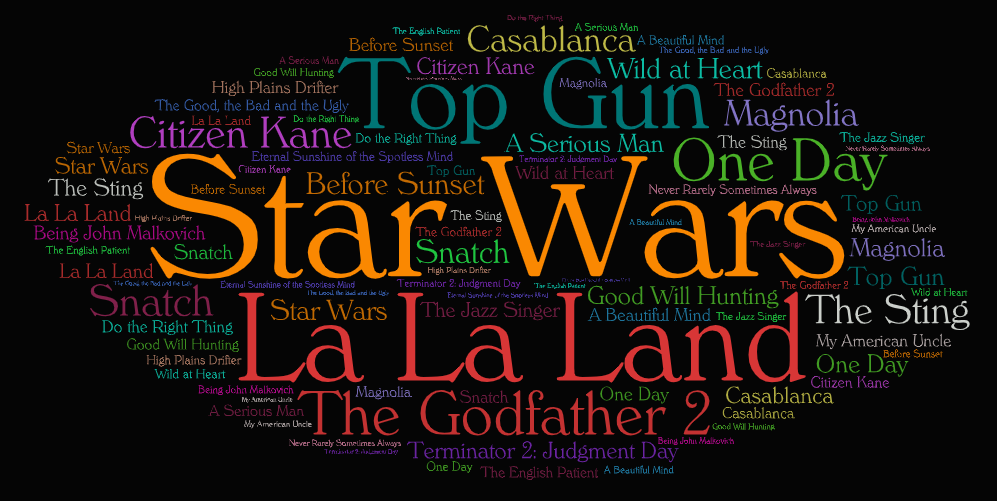 Do the Right Thing
A Serious Man
The English Patient
Before Sunset
Casablanca
A Beautiful Mind
The Good, the Bad and the Ugly
A Serious Man
Good Will Hunting
Citizen Kane
Wild at Heart
Casablanca
High Plains Drifter
Top Gun
Magnolia
The Godfather 2
The Good, the Bad and the Ugly
Magnolia
La La Land
Do the Right Thing
Citizen Kane
Do the Right Thing
A Serious Man
The Sting
The Jazz Singer
Never Rarely Sometimes Always
Star Wars
Eternal Sunshine of the Spotless Mind
Terminator 2: Judgment Day
One Day
Star Wars
Citizen Kane
Top Gun
Wild at Heart
The Sting
Before Sunset
Before Sunset
Never Rarely Sometimes Always
Star Wars
La La Land
High Plains Drifter
The Sting
A Beautiful Mind
Top Gun
Being John Malkovich
My American Uncle
Being John Malkovich
The Godfather 2
The English Patient
Snatch
Snatch
The Jazz Singer
Magnolia
La La Land
High Plains Drifter
Top Gun
The Good, the Bad and the Ugly
Eternal Sunshine of the Spotless Mind
Terminator 2: Judgment Day
The English Patient
The Godfather 2
Wild at Heart
Snatch
The Good, the Bad and the Ugly
Eternal Sunshine of the Spotless Mind
Good Will Hunting
Star Wars
The Jazz Singer
A Beautiful Mind
The Jazz Singer
The Sting
Do the Right Thing
La La Land
My American Uncle
Good Will Hunting
Before Sunset
High Plains Drifter
One Day
Wild at Heart
Citizen Kane
Being John Malkovich
Magnolia
My American Uncle
Snatch
One Day
Casablanca
A Serious Man
The Godfather 2
Casablanca
My American Uncle
Good Will Hunting
Never Rarely Sometimes Always
Being John Malkovich
Terminator 2: Judgment Day
Terminator 2: Judgment Day
One Day
The English Patient
A Beautiful Mind